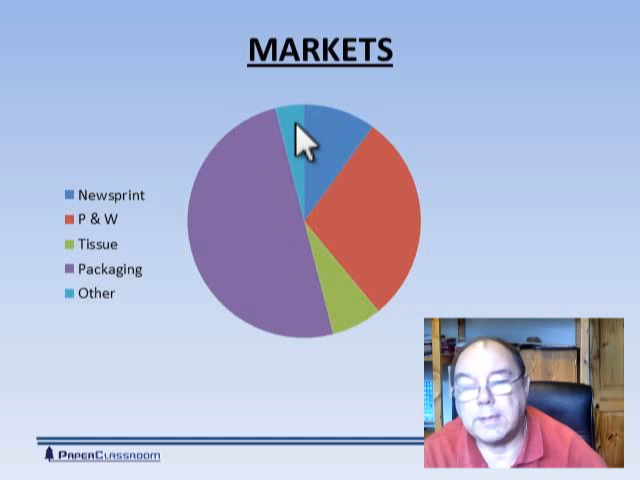 MARKETS
Newsprint
P & W
Tissue
Packaging
Other
PAPERCLASSROOM